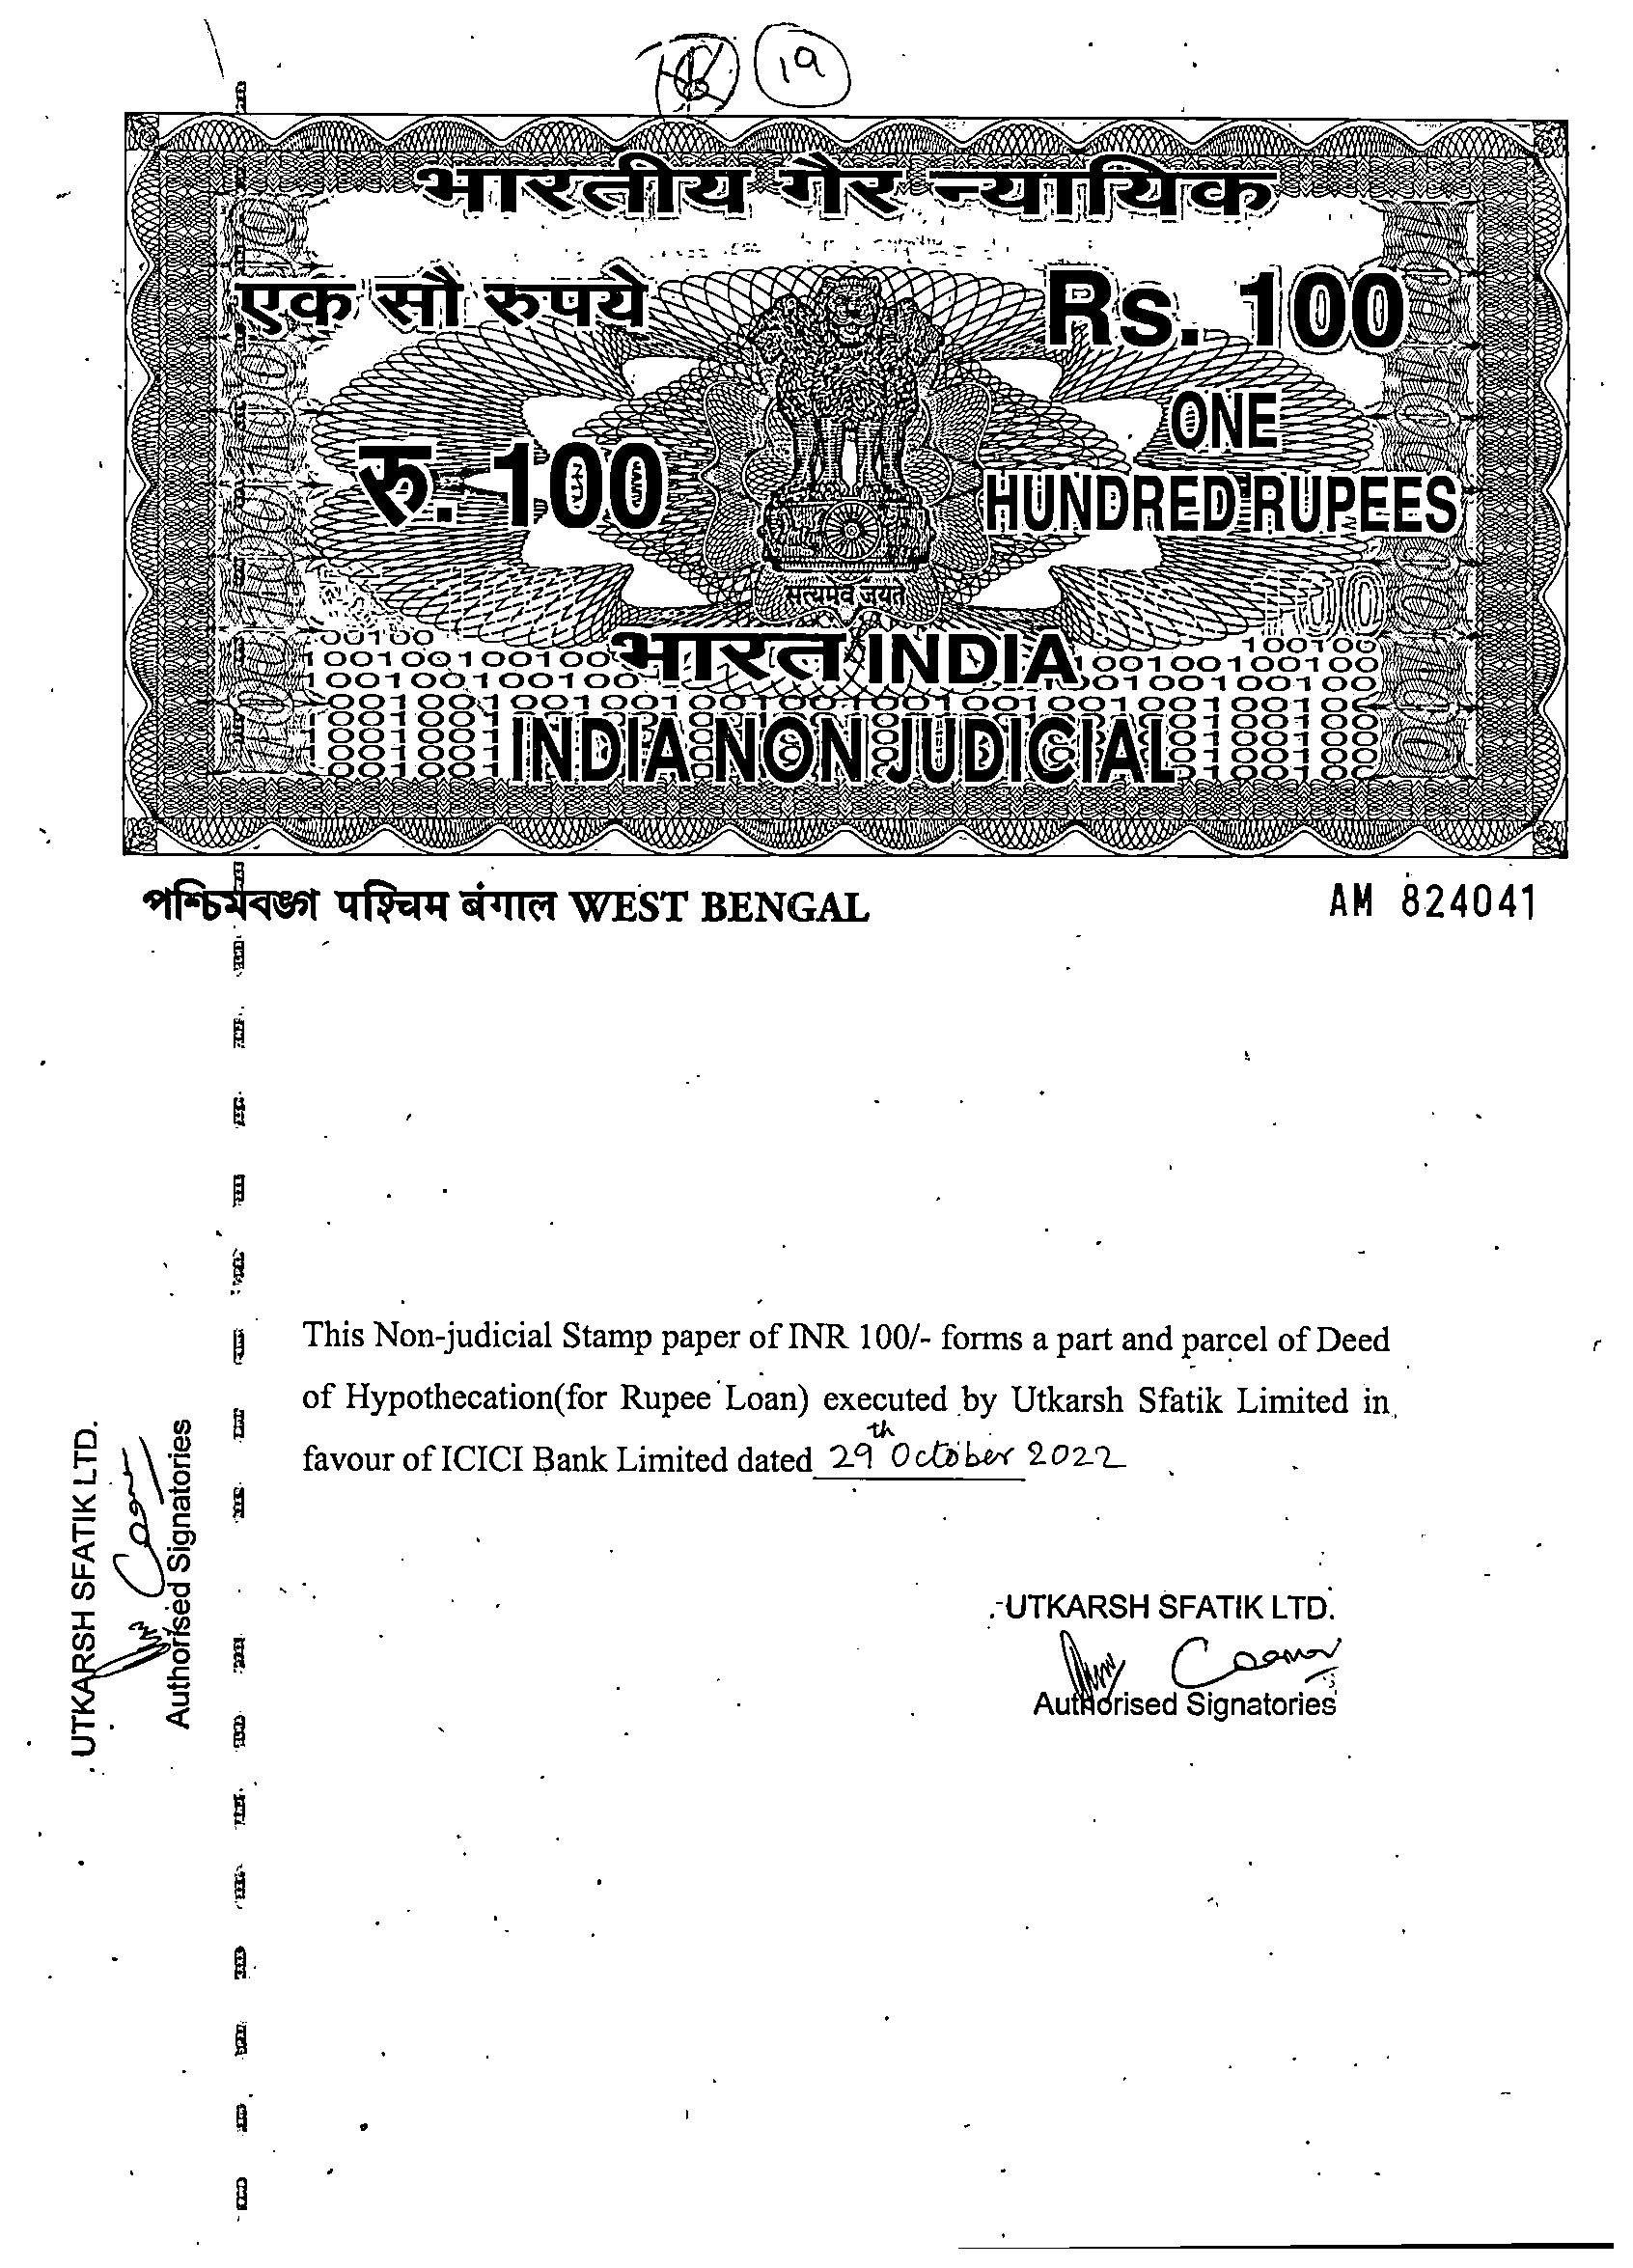 19
भारतीय गैर न्यायिक
एक सौ रुपये
Rs. 100
रु. 100
ONE
HUNDRED RUPEES
सत्यमेव जयते
भारत INDIA
INDIA NON JUDICIAL
পশ্চিমবঙ্গ पश्चिम बंगाल WEST BENGAL
AM 824041
This Non-judicial Stamp paper of INR 100/- forms a part and parcel of Deed
of Hypothecation(for Rupee Loan) executed by Utkarsh Sfatik Limited in
favour of ICICI Bank Limited dated 29th October 2022
UTKARSH SFATIK LTD.
Authorised Signatories
UTKARSH SFATIK LTD.
Authorised Signatories